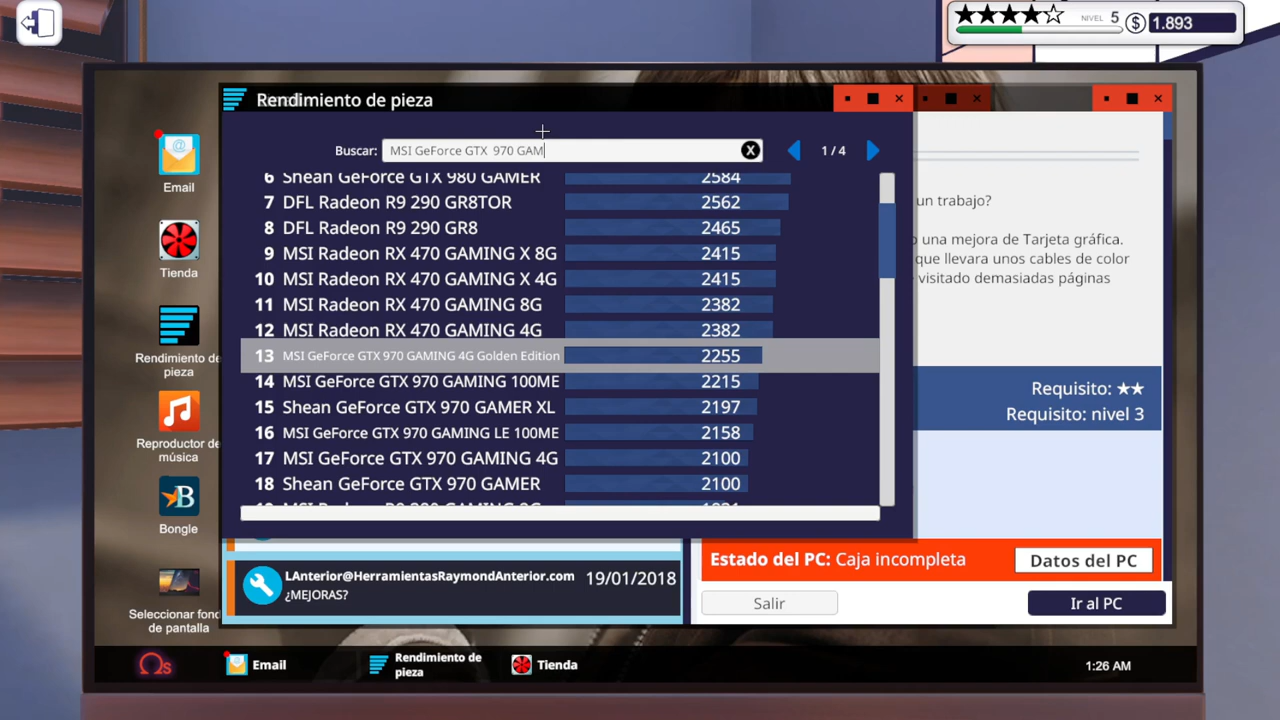 NIVEL 5
$ 1.893
Rendimiento de pieza
Buscar: MSI GeForce GTX  970 GAM X 1 / 4
6 Shean GeForce GTX 980 GAMER 2584
7 DFL Radeon R9 290 GR8TOR 2562
8 DFL Radeon R9 290 GR8 2465
9 MSI Radeon RX 470 GAMING X 8G 2415
10 MSI Radeon RX 470 GAMING X 4G 2415
11 MSI Radeon RX 470 GAMING 8G 2382
12 MSI Radeon RX 470 GAMING 4G 2382
13 MSI GeForce GTX 970 GAMING 4G Golden Edition 2255
14 MSI GeForce GTX 970 GAMING 100ME 2215
15 Shean GeForce GTX 970 GAMER XL 2197
16 MSI GeForce GTX 970 GAMING LE 100ME 2158
17 MSI GeForce GTX 970 GAMING 4G 2100
18 Shean GeForce GTX 970 GAMER 2100
un trabajo?
una mejora de Tarjeta gráfica.
que llevara unos cables de color
visitado demasiadas páginas
Requisito: ★★
Requisito: nivel 3
Estado del PC: Caja incompleta
Datos del PC
Salir
Ir al PC
LAnterior@HerramientasRaymondAnterior.com 19/01/2018
¿MEJORAS?
Email
Tienda
Rendimiento de
pieza
Reproductor de
música
B
Bongle
Seleccionar fond
de pantalla
Ωs
Email
Rendimiento de
pieza
Tienda
1:26 AM